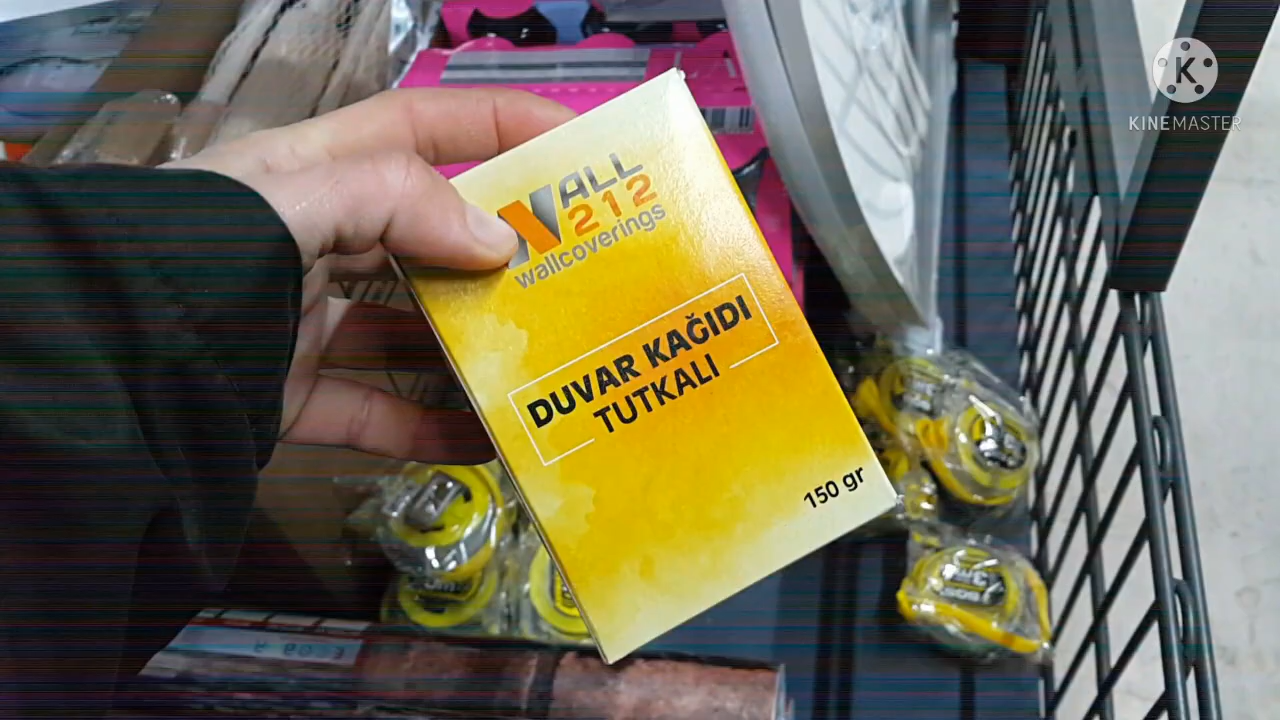 K
KINEMASTER
WALL
212
wallcoverings
DUVAR KAĞIDI
TUTKALI
150 gr